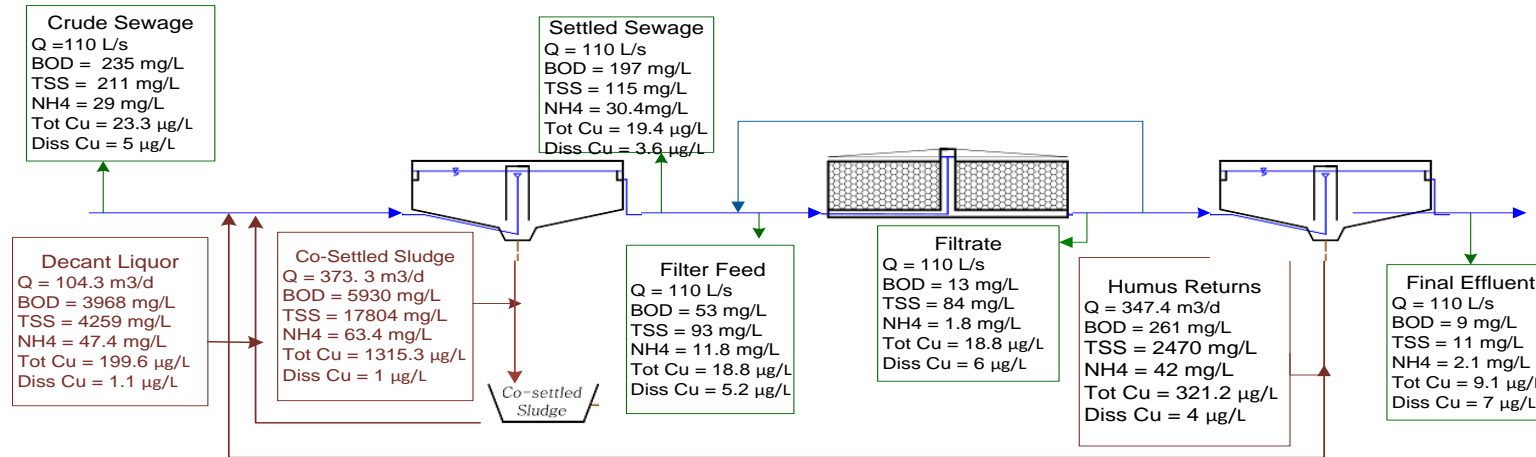 Crude Sewage
Q =110 L/s
BOD = 235 mg/L
TSS = 211 mg/L
NH4 = 29 mg/L
Tot Cu = 23.3 µg/L
Diss Cu = 5 µg/L
Settled Sewage
Q = 110 L/s
BOD = 197 mg/L
TSS = 115 mg/L
NH4 = 30.4mg/L
Tot Cu = 19.4 µg/L
Diss Cu = 3.6 µg/L
Decant Liquor
Q = 104.3 m3/d
BOD = 3968 mg/L
TSS = 4259 mg/L
NH4 = 47.4 mg/L
Tot Cu = 199.6 µg/L
Diss Cu = 1.1 µg/L
Co-Settled Sludge
Q = 373. 3 m3/d
BOD = 5930 mg/L
TSS = 17804 mg/L
NH4 = 63.4 mg/L
Tot Cu = 1315.3 µg/L
Diss Cu = 1 µg/L
Co-settled
Sludge
Filter Feed
Q = 110 L/s
BOD = 53 mg/L
TSS = 93 mg/L
NH4 = 11.8 mg/L
Tot Cu = 18.8 µg/L
Diss Cu = 5.2 µg/L
Filtrate
Q = 110 L/s
BOD = 13 mg/L
TSS = 84 mg/L
NH4 = 1.8 mg/L
Tot Cu = 18.8 µg/L
Diss Cu = 6 µg/L
Humus Returns
Q = 347.4 m3/d
BOD = 261 mg/L
TSS = 2470 mg/L
NH4 = 42 mg/L
Tot Cu = 321.2 µg/L
Diss Cu = 4 µg/L
Final Effluent
Q = 110 L/s
BOD = 9 mg/L
TSS = 11 mg/L
NH4 = 2.1 mg/L
Tot Cu = 9.1 µg/L
Diss Cu = 7 µg/L